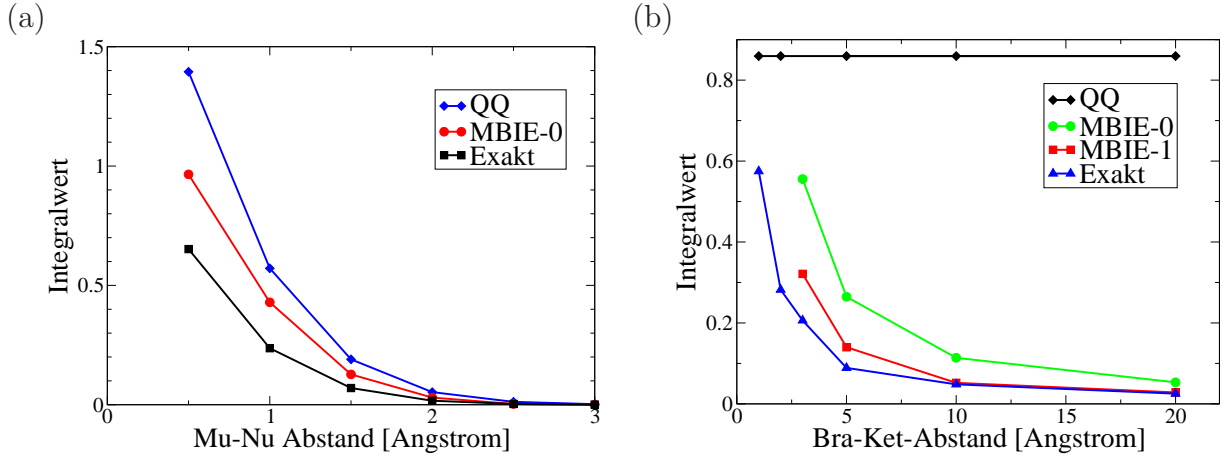 (a)
1.5
1
0.5
0
0
1
2
3
Integralwert
Mu-Nu Abstand [Angstrom]
QQ
MBIE-0
Exakt
(b)
0.8
0.6
0.4
0.2
0
0
5
10
15
20
Integralwert
Bra-Ket-Abstand [Angstrom]
QQ
MBIE-0
MBIE-1
Exakt